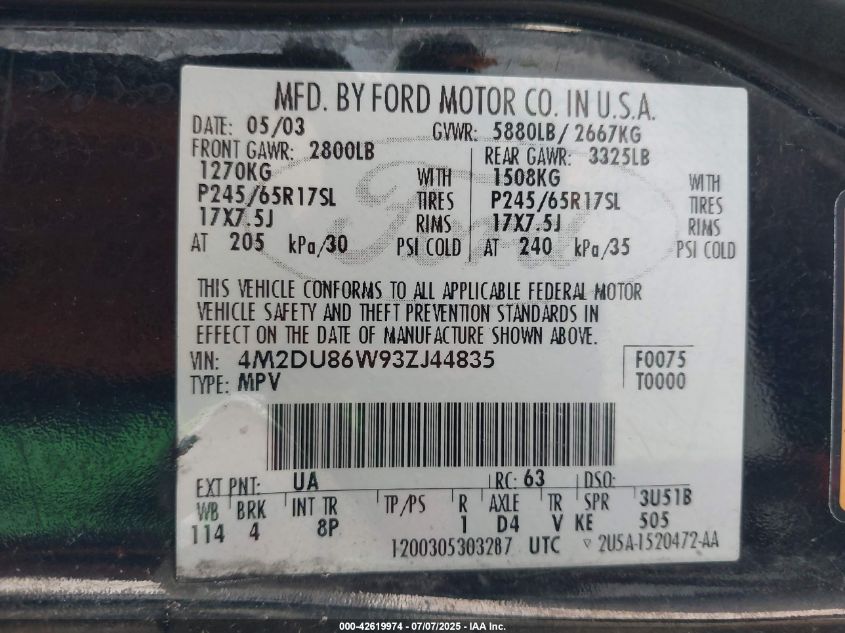 MFD. BY FORD MOTOR CO. IN U.S.A.
DATE: 05/03 GVWR: 5880LB/ 2667KG
FRONT GAWR: 2800LB REAR GAWR: 3325LB
1270KG WITH 1508KG WITH
P245/65R17SL TIRES P245/65R17SL TIRES
17X7.5J RIMS 17X7.5J RIMS
AT 205 kPa/30 PSI COLD AT 240 kPa/35 PSI COLD
Ford
THIS VEHICLE CONFORMS TO ALL APPLICABLE FEDERAL MOTOR
VEHICLE SAFETY AND THEFT PREVENTION STANDARDS IN
EFFECT ON THE DATE OF MANUFACTURE SHOWN ABOVE.
VIN: 4M2DU86W93ZJ44835 F0075
TYPE: MPV T0000
EXT PNT: UA RC: 63 DSO:
WB BRK INT TR TP/PS R AXLE TR SPR 3U51B
114 4 8P 1 D4 V KE 505
1200305303287 UTC ▽ 2U5A-1520472-AA
000-42619974 | 07/07/2025 - IAA Inc.